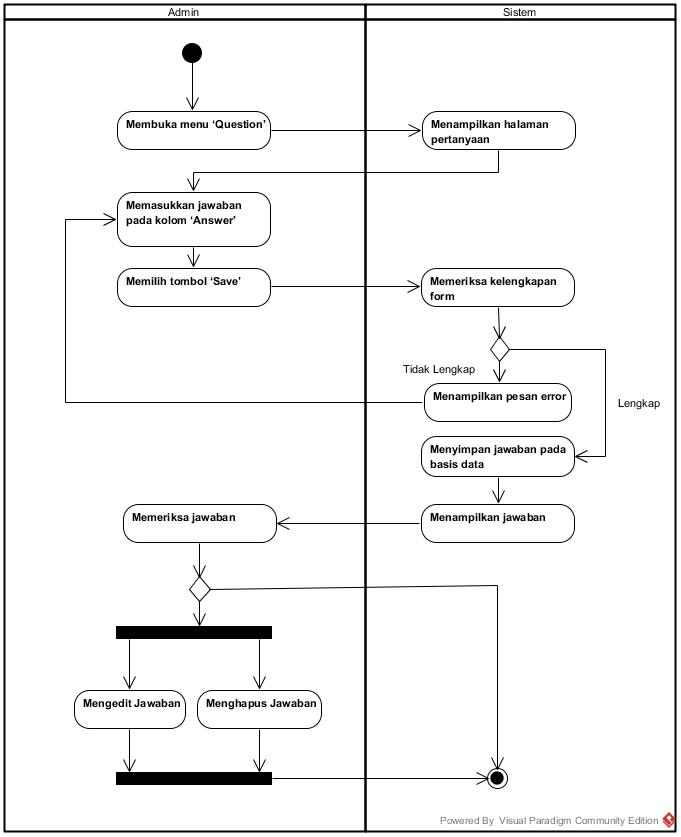 Admin
Sistem
Membuka menu ‘Question’
Menampilkan halaman
pertanyaan
Memasukkan jawaban
pada kolom ‘Answer’
Memilih tombol ‘Save’
Memeriksa kelengkapan
form
Tidak Lengkap
Lengkap
Menampilkan pesan error
Menyimpan jawaban pada
basis data
Memeriksa jawaban
Menampilkan jawaban
Mengedit Jawaban
Menghapus Jawaban
Powered By Visual Paradigm Community Edition